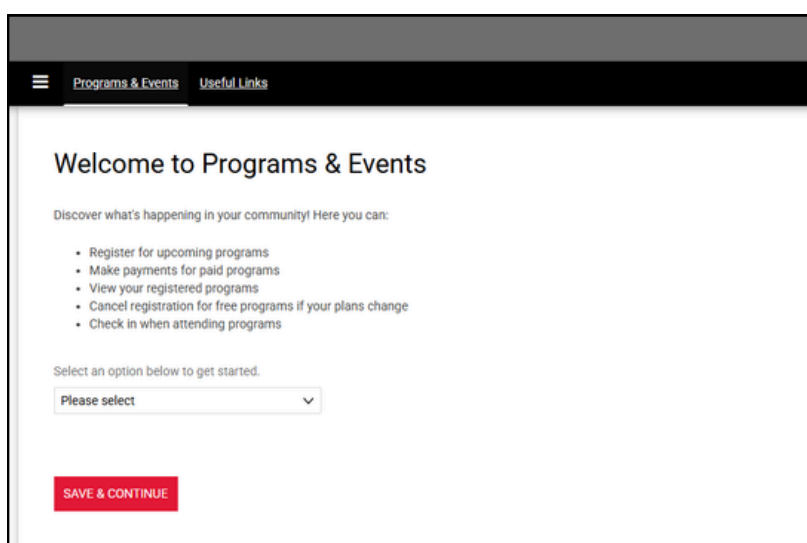 Programs & Events
Useful Links
Welcome to Programs & Events
Discover what's happening in your community! Here you can:
• Register for upcoming programs
• Make payments for paid programs
• View your registered programs
• Cancel registration for free programs if your plans change
• Check in when attending programs
Select an option below to get started.
Please select
SAVE & CONTINUE